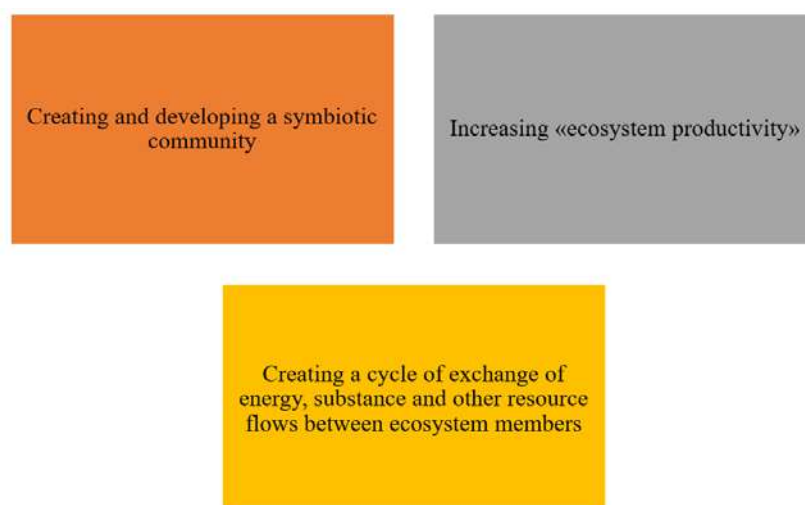 Creating and developing a symbiotic
community
Increasing «ecosystem productivity»
Creating a cycle of exchange of
energy, substance and other resource
flows between ecosystem members